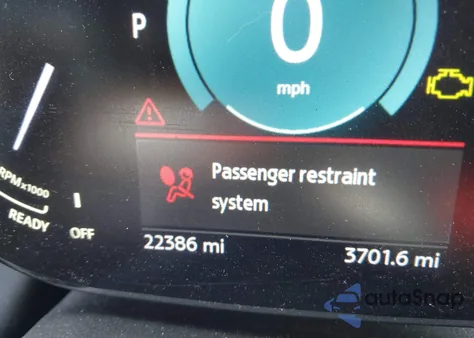 P
0
mph
Passenger restraint
system
RPMx1000
READY
OFF
22386 mi
3701.6 mi
autoSnap